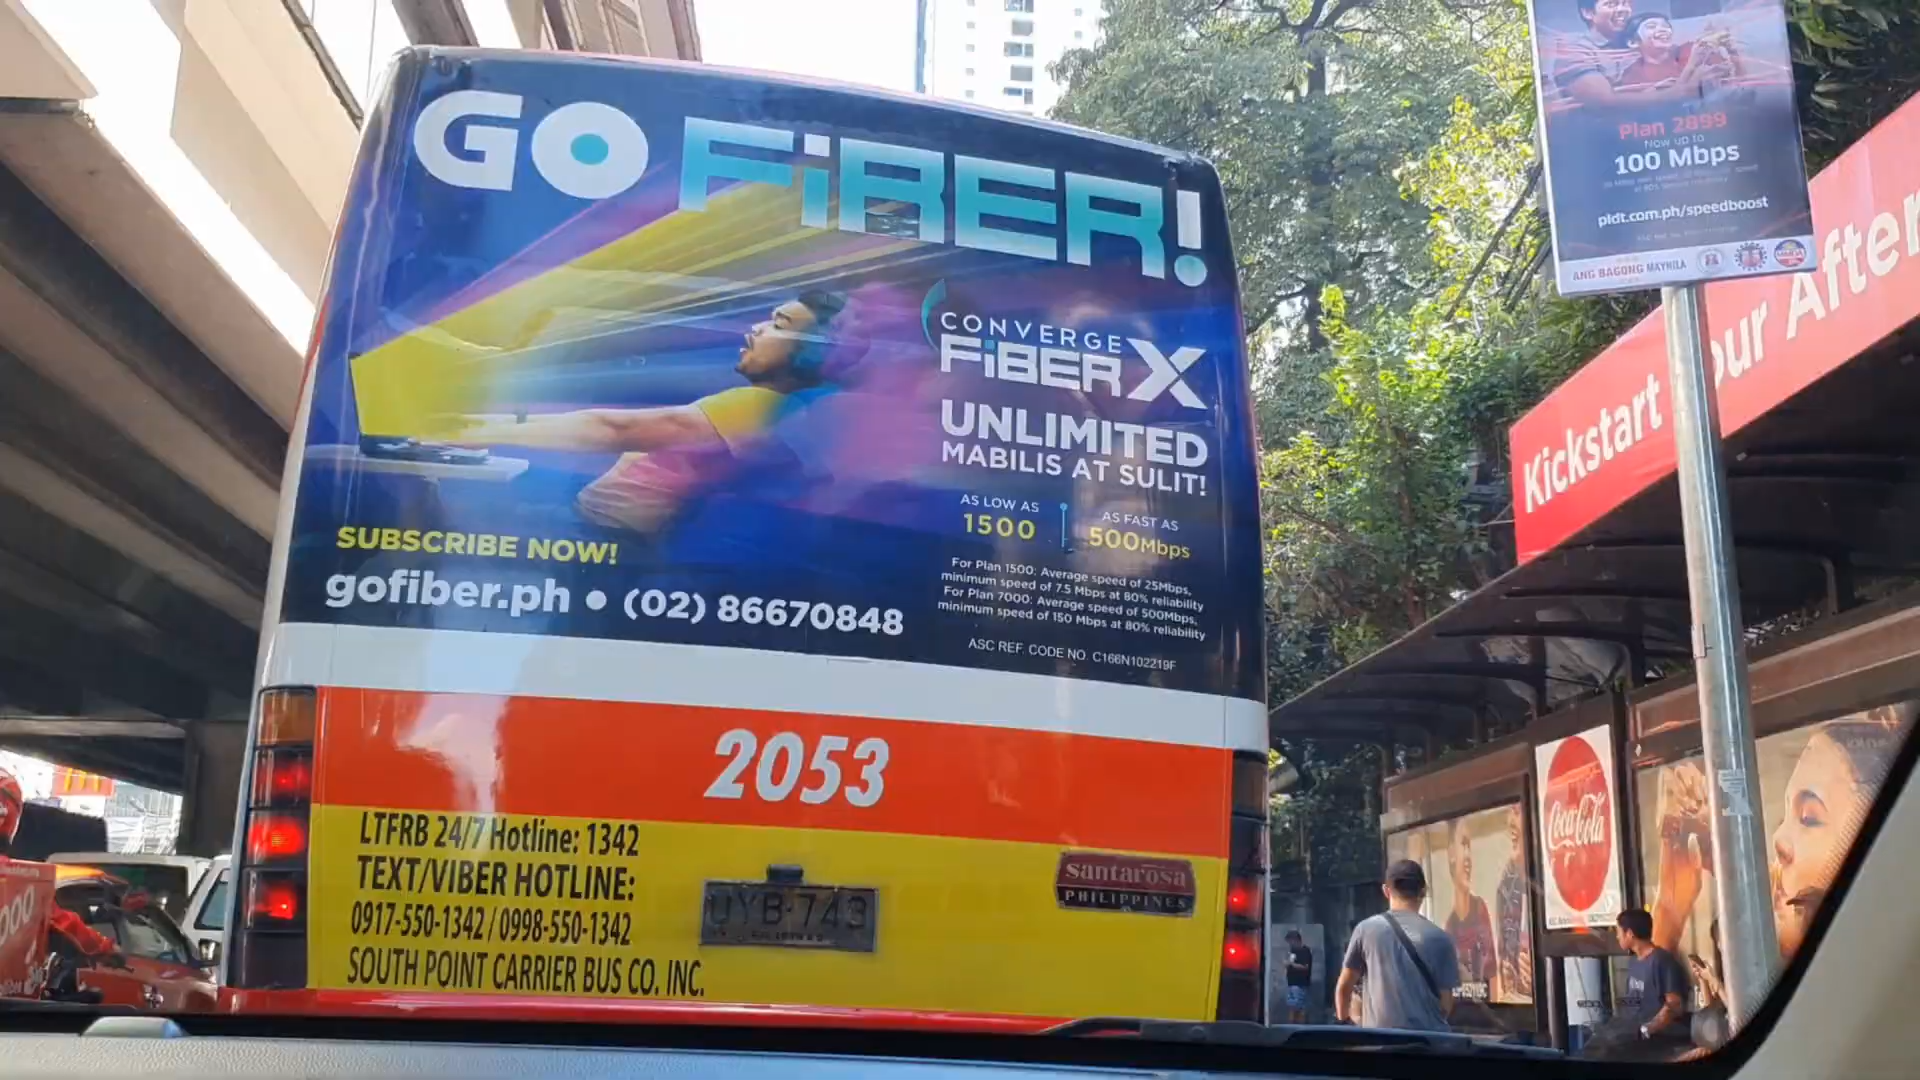 GO FiBER!
CONVERGE
FiBER X
UNLIMITED
MABILIS AT SULIT!
AS LOW AS
1500
AS FAST AS
500Mbps
SUBSCRIBE NOW!
gofiber.ph • (02) 86670848
For Plan 1500: Average speed of 25Mbps,
minimum speed of 7.5 Mbps at 80% reliability
For Plan 7000: Average speed of 500Mbps,
minimum speed of 150 Mbps at 80% reliability
ASC REF. CODE NO. C166N102219F
2053
LTFRB 24/7 Hotline: 1342
TEXT/VIBER HOTLINE:
0917-550-1342 / 0998-550-1342
SOUTH POINT CARRIER BUS CO. INC.
UYB-743
santarosa
PHILIPPINES
Plan 2899
NOW UP TO
100 Mbps
pldt.com.ph/speedboost
ANG BAGONG MAYNILA
Kickstart our After
Coca-Cola